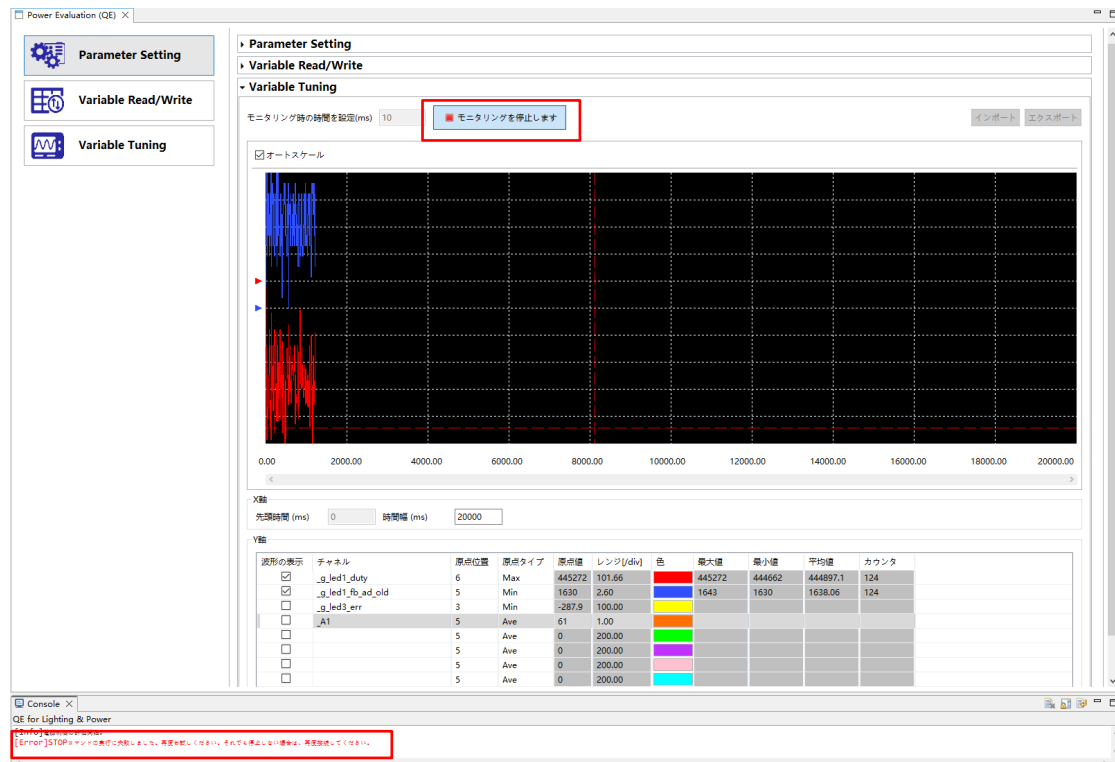 Power Evaluation (QE)
Parameter Setting
Variable Read/Write
Variable Tuning
Parameter Setting
Variable Read/Write
Variable Tuning
モニタリング時の時間を設定(ms) 10 モニタリングを停止します インポート エクスポート
オートスケール
0.00 2000.00 4000.00 6000.00 8000.00 10000.00 12000.00 14000.00 16000.00 18000.00 20000.00
X軸
先頭時間 (ms) 0 時間幅 (ms) 20000
Y軸
波形の表示 チャネル 原点位置 原点タイプ 原点値 レンジ[/div] 色 最大値 最小値 平均値 カウンタ
_g_led1_duty 6 Max 445272 101.66 445272 444662 444897.1 124
_g_led1_fb_ad_old 5 Min 1630 2.60 1643 1630 1638.06 124
_g_led3_err 3 Min -287.9 100.00
_A1 5 Ave 61 1.00
5 Ave 0 200.00
5 Ave 0 200.00
5 Ave 0 200.00
5 Ave 0 200.00
Console
QE for Lighting & Power
[Info]
[Error]STOPコマンドの実行に失敗しました。再度お試しください。それでも停止しない場合は、再度接続してください。